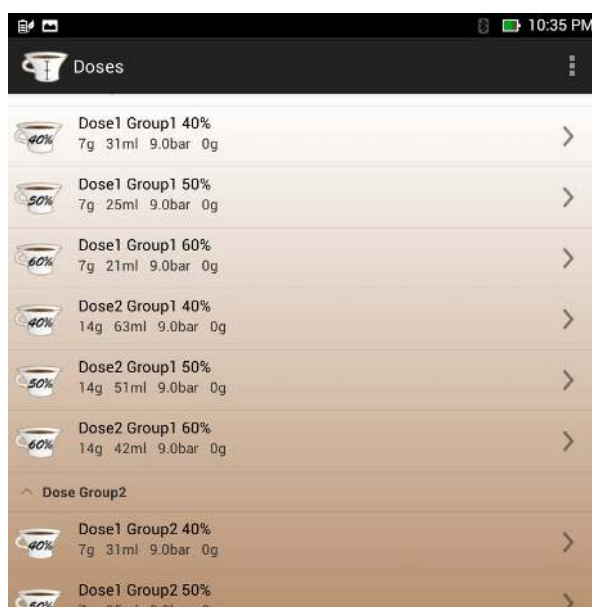 10:35 PM
Doses
40%
Dose1 Group1 40%
7g 31ml 9.0bar 0g
50%
Dose1 Group1 50%
7g 25ml 9.0bar 0g
60%
Dose1 Group1 60%
7g 21ml 9.0bar 0g
40%
Dose2 Group1 40%
14g 63ml 9.0bar 0g
50%
Dose2 Group1 50%
14g 51ml 9.0bar 0g
60%
Dose2 Group1 60%
14g 42ml 9.0bar 0g
Dose Group2
40%
Dose1 Group2 40%
7g 31ml 9.0bar 0g
50%
Dose1 Group2 50%